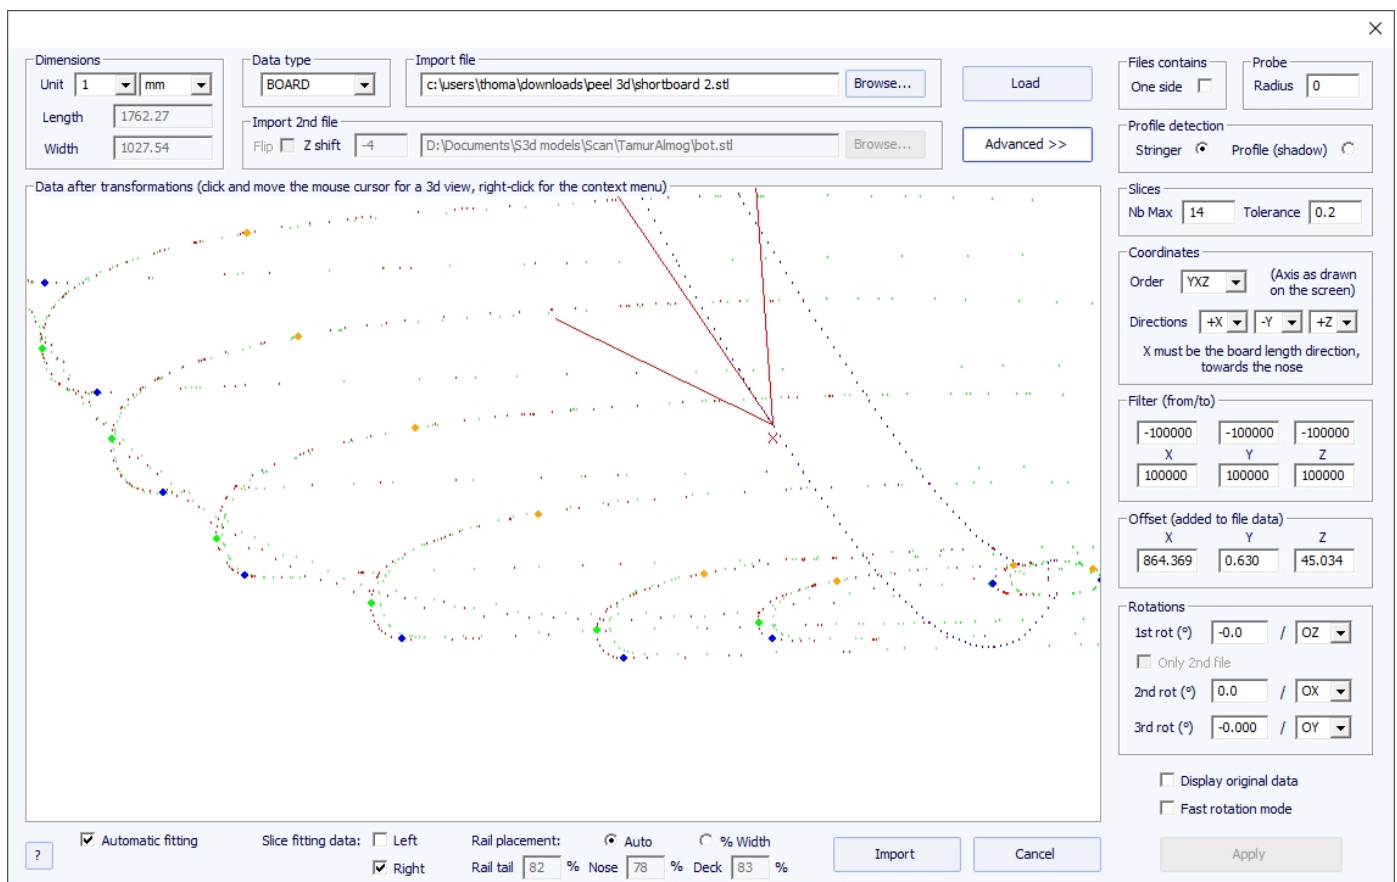 Dimensions
Unit 1 mm
Length 1762.27
Width 1027.54
Data type
BOARD
Import file
c:\users\thoma\downloads\peel 3d\shortboard 2.stl Browse...
Import 2nd file
Flip Z shift -4 D:\Documents\S3d models\Scan\TamurAlmog\bot.stl Browse...
Load
Advanced >>
Files contains
One side
Probe
Radius 0
Profile detection
Stringer Profile (shadow)
Slices
Nb Max 14 Tolerance 0.2
Coordinates
Order YXZ (Axis as drawn
on the screen)
Directions +X -Y +Z
X must be the board length direction,
towards the nose
Filter (from/to)
-100000 -100000 -100000
X Y Z
100000 100000 100000
Offset (added to file data)
X Y Z
864.369 0.630 45.034
Rotations
1st rot (°) -0.0 / OZ
Only 2nd file
2nd rot (°) 0.0 / OX
3rd rot (°) -0.000 / OY
Display original data
Fast rotation mode
Apply
Data after transformations (click and move the mouse cursor for a 3d view, right-click for the context menu)
X
?
Automatic fitting
Slice fitting data: Left
Right
Rail placement: Auto % Width
Rail tail 82 % Nose 78 % Deck 83 %
Import
Cancel